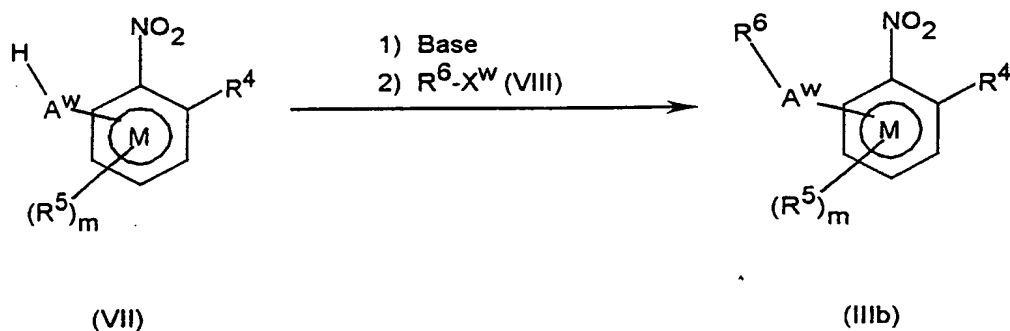 H
NO2
R4
AW
M
(R5)m
(VII)
1) Base
2) R6-XW (VIII)
R6
NO2
R4
AW
M
(R5)m
(IIIb)